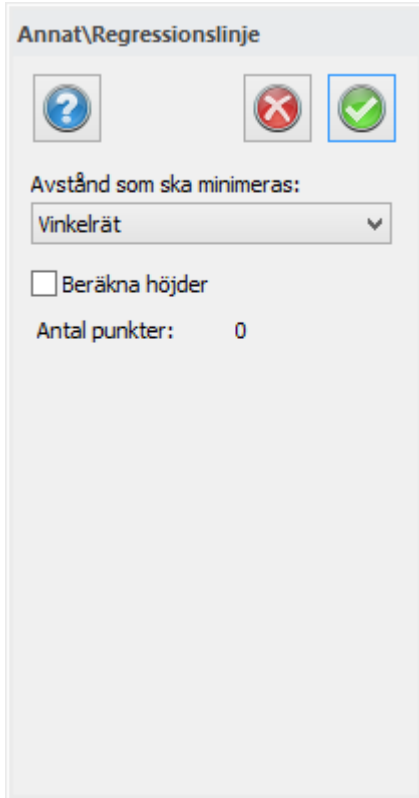 Annat\Regressionslinje
?
Avstånd som ska minimeras:
Vinkelrät
Beräkna höjder
Antal punkter: 0